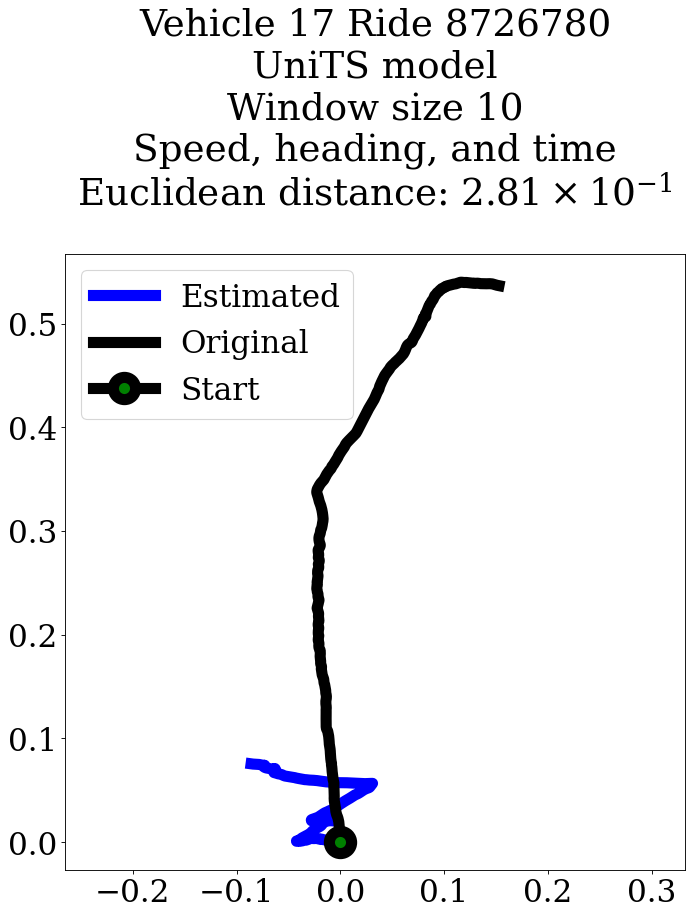 Vehicle 17 Ride 8726780
UniTS model
Window size 10
Speed, heading, and time
Euclidean distance: 2.81 × 10⁻¹
Estimated
Original
Start
0.5
0.4
0.3
0.2
0.1
0.0
−0.2 −0.1 0.0 0.1 0.2 0.3